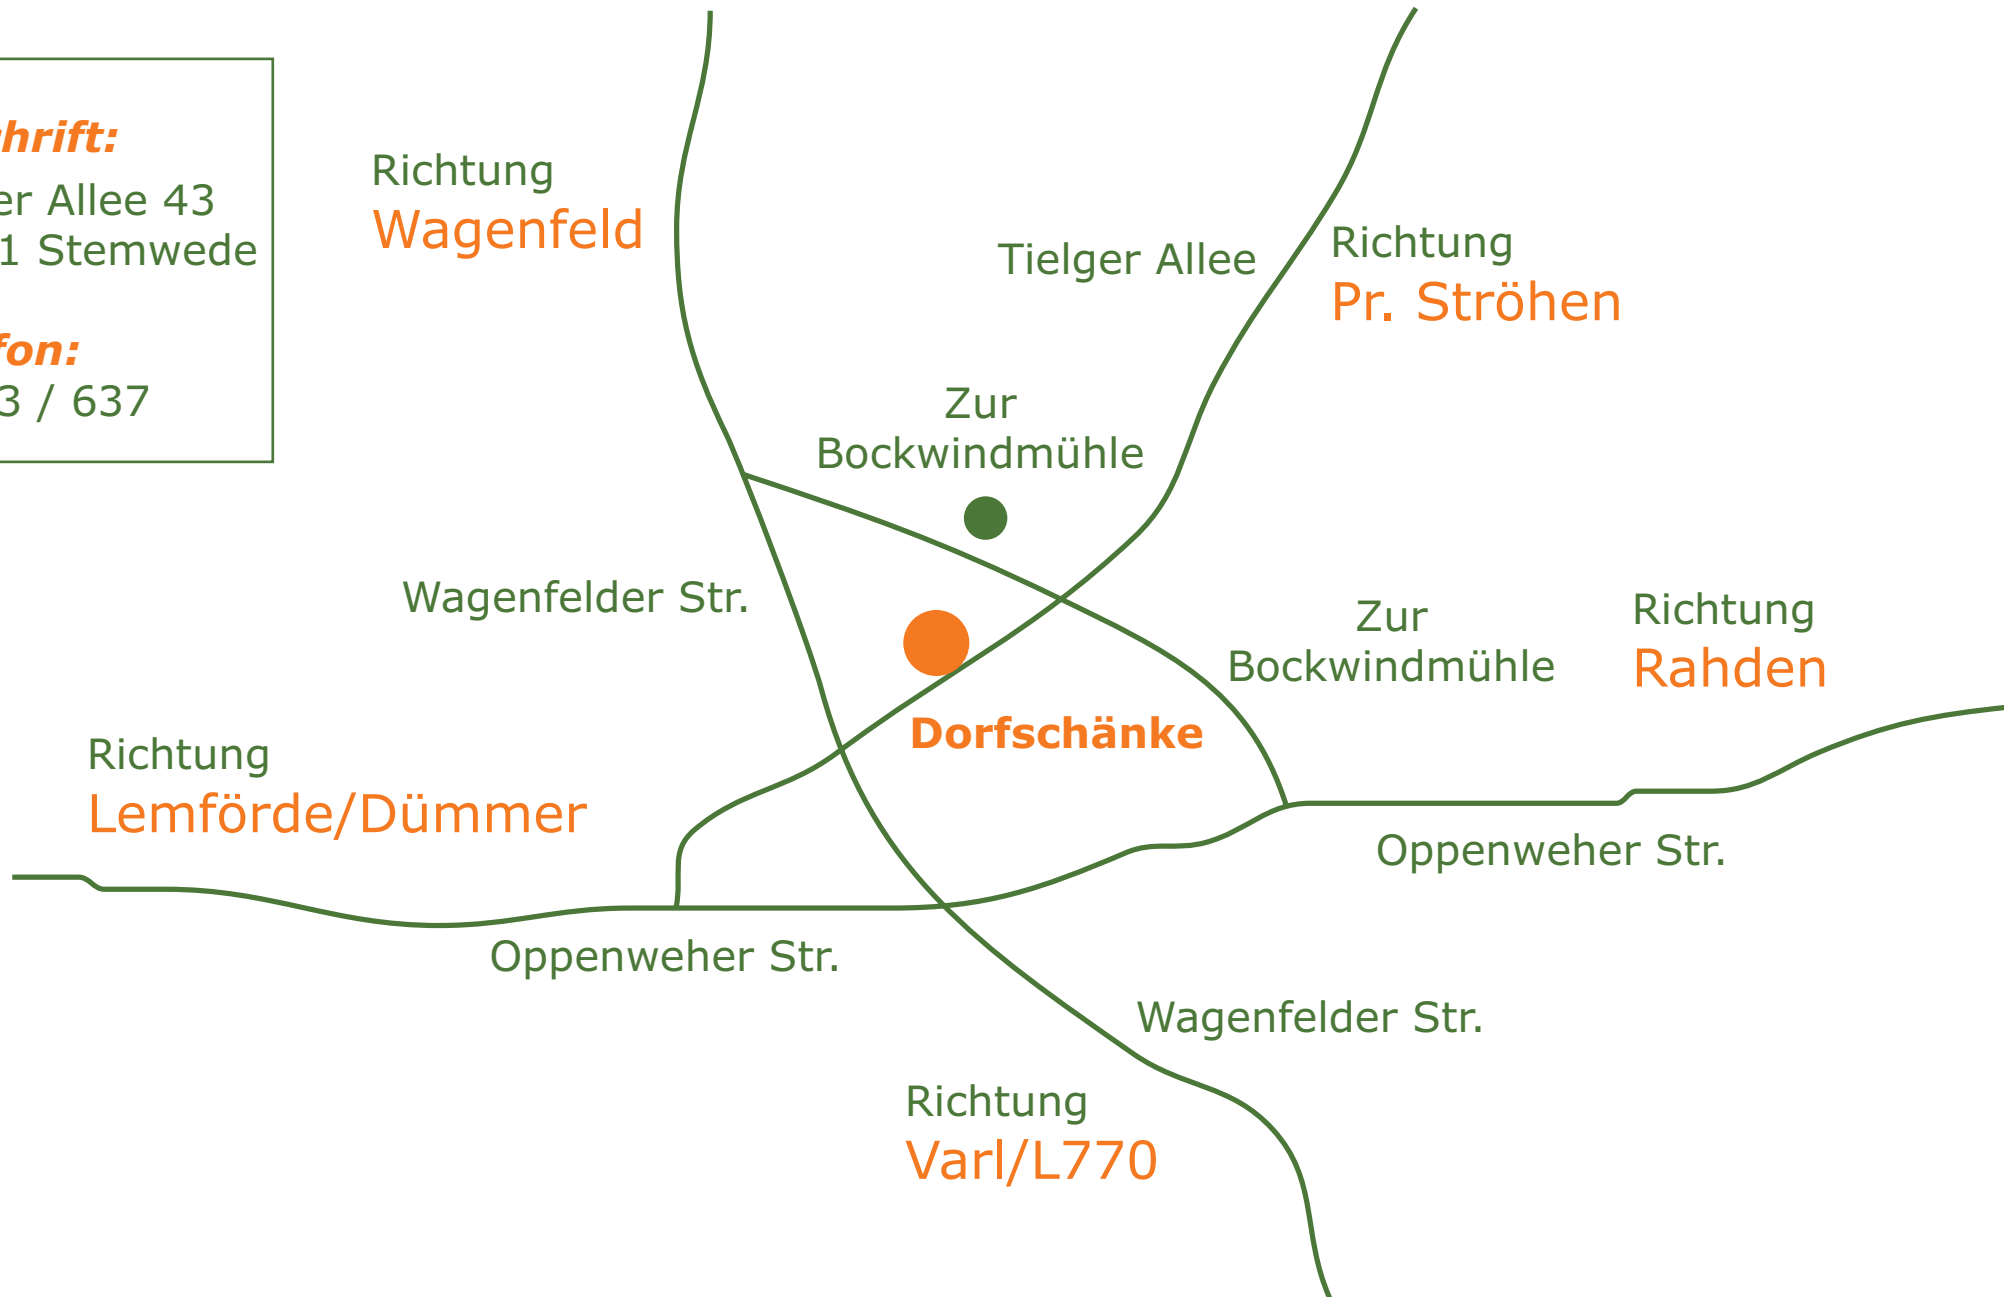 hrift:
er Allee 43
1 Stemwede
fon:
3 / 637
Richtung
Wagenfeld
Tielger Allee
Richtung
Pr. Ströhen
Zur
Bockwindmühle
Wagenfelder Str.
Zur
Bockwindmühle
Richtung
Rahden
Dorfschänke
Richtung
Lemförde/Dümmer
Oppenweher Str.
Oppenweher Str.
Wagenfelder Str.
Richtung
Varl/L770